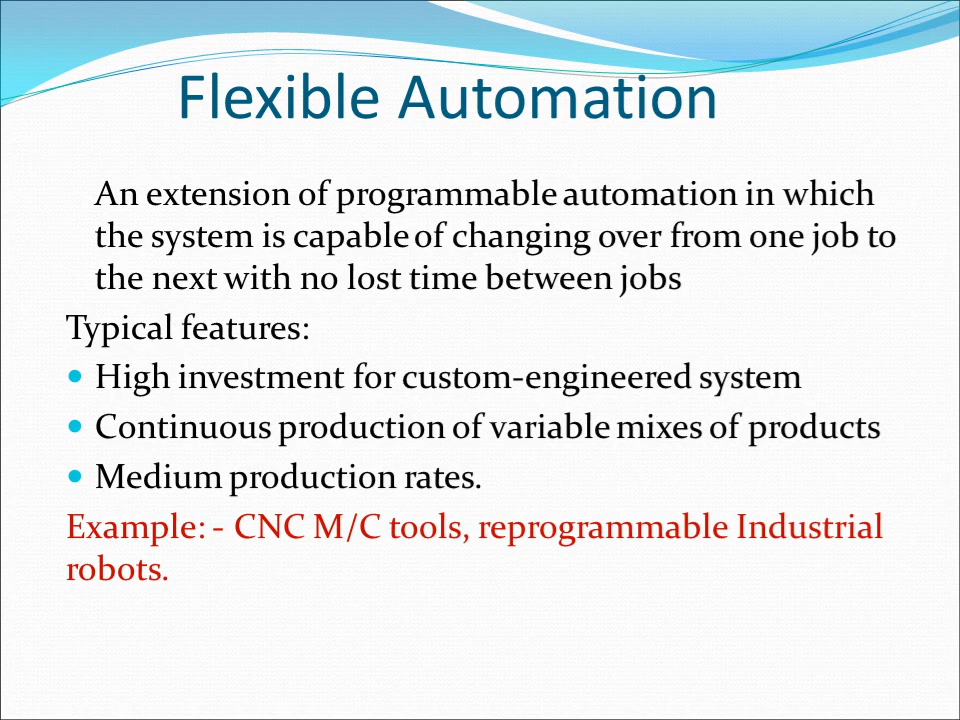 Flexible Automation
An extension of programmable automation in which
the system is capable of changing over from one job to
the next with no lost time between jobs
Typical features:
• High investment for custom-engineered system
• Continuous production of variable mixes of products
• Medium production rates.
Example: - CNC M/C tools, reprogrammable Industrial
robots.